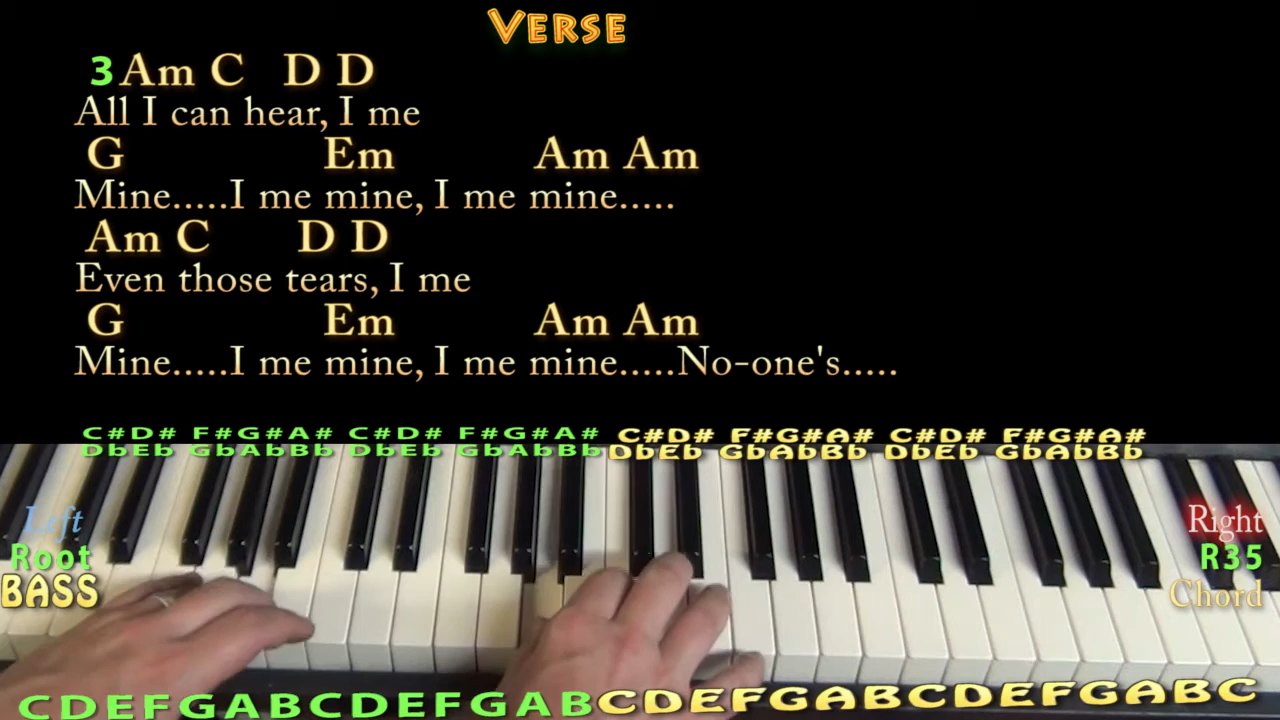 VERSE
3 Am C D D
All I can hear, I me
G Em Am Am
Mine.....I me mine, I me mine.....
Am C D D
Even those tears, I me
G Em Am Am
Mine.....I me mine, I me mine.....No-one's.....
C#D# F#G#A# C#D# F#G#A# C#D# F#G#A# C#D# F#G#A#
DbEb GbAbBb DbEb GbAbBb DbEb GbAbBb DbEb GbAbBb
Left
Root
BASS
Right
R35
Chord
CDEFGABCDEFGABCDEFGABCDEFGABC